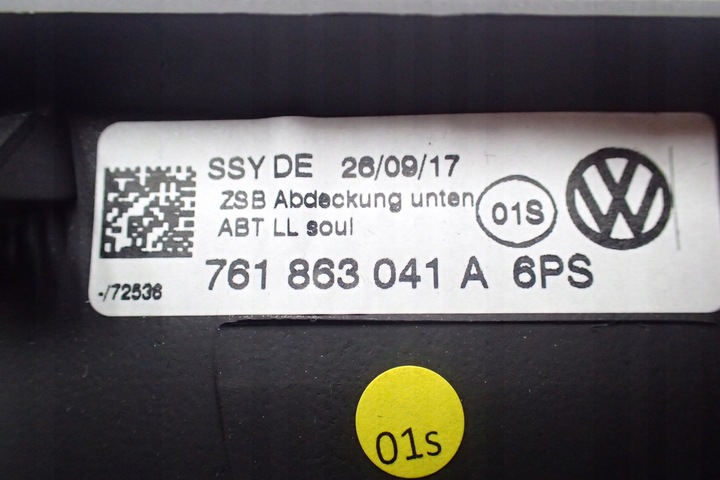 SSY DE 26/09/17
ZSB Abdeckung unten
ABT LL soul
01S
761 863 041 A 6PS
-/72536
01s